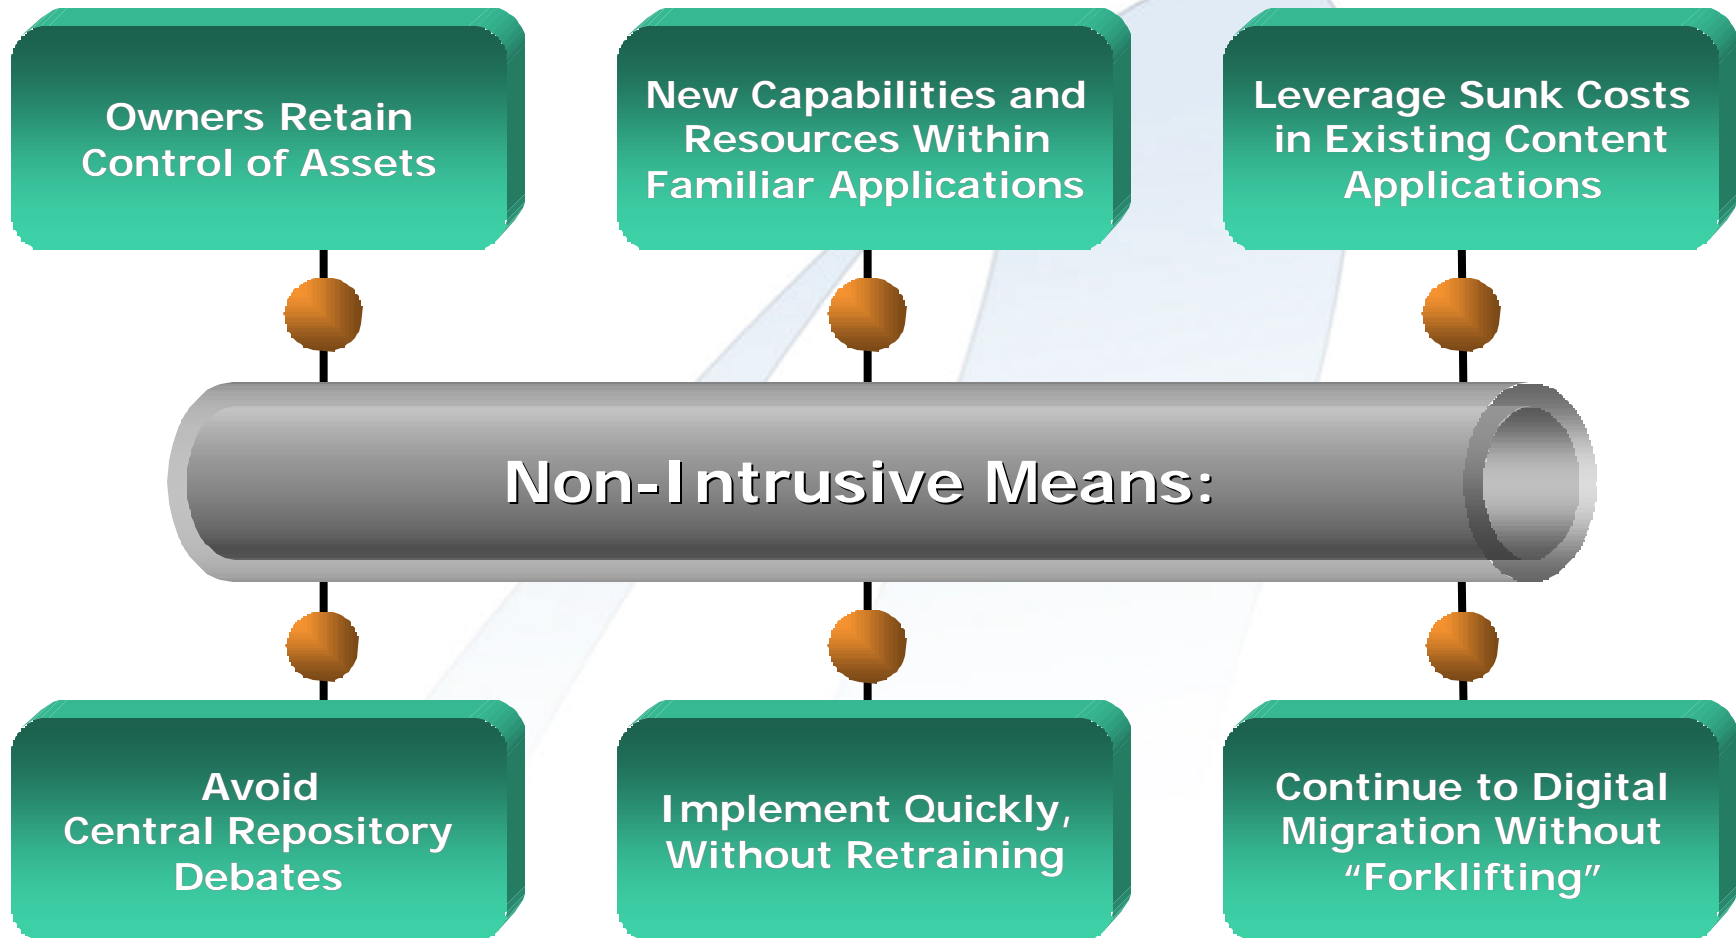 Owners Retain
Control of Assets
New Capabilities and
Resources Within
Familiar Applications
Leverage Sunk Costs
in Existing Content
Applications
Non-Intrusive Means:
Avoid
Central Repository
Debates
Implement Quickly,
Without Retraining
Continue to Digital
Migration Without
“Forklifting”